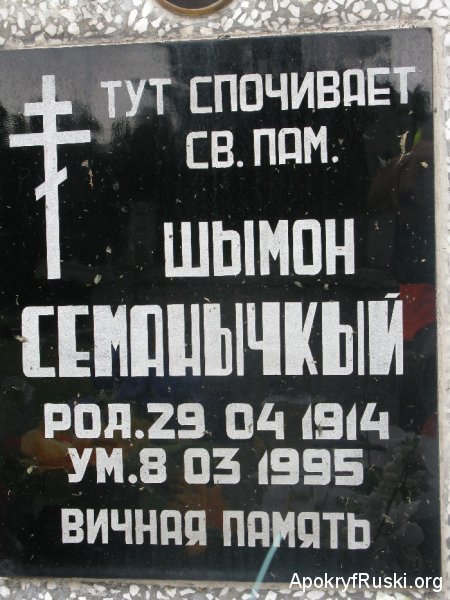 ТУТ СПОЧИВАЕТ
СВ. ПАМ.
ШЫМОН
СЕМАНЫЧКЫЙ
РОД.29 04 1914
УМ.8 03 1995
ВИЧНАЯ ПАМЯТЬ
ApokryfRuski.org